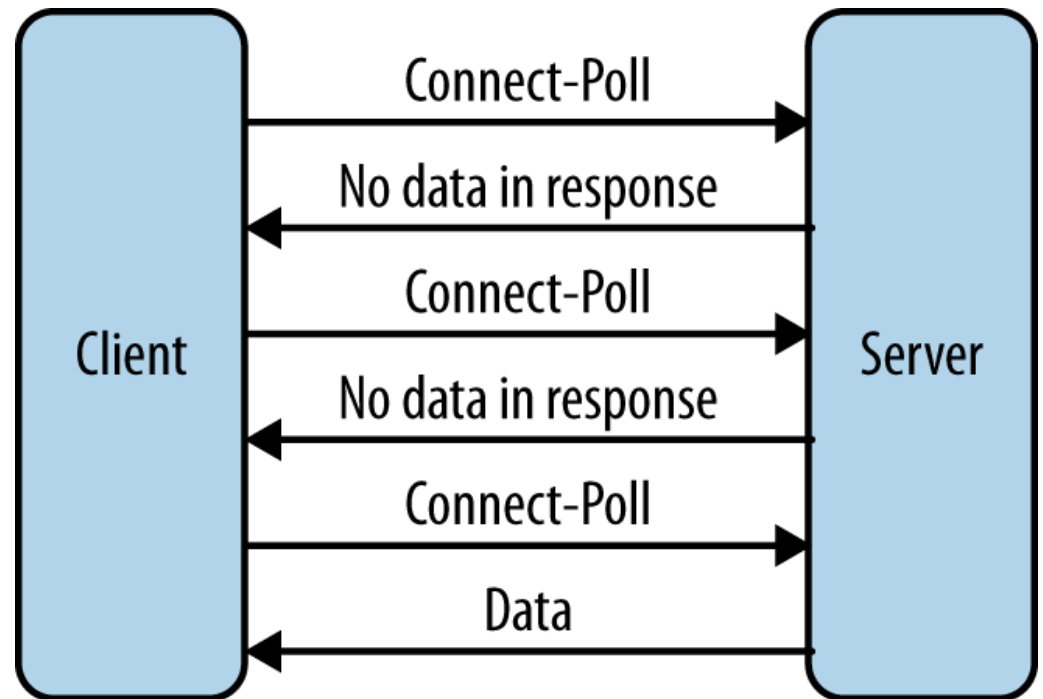 Connect-Poll
No data in response
Connect-Poll
Client
Server
No data in response
Connect-Poll
Data